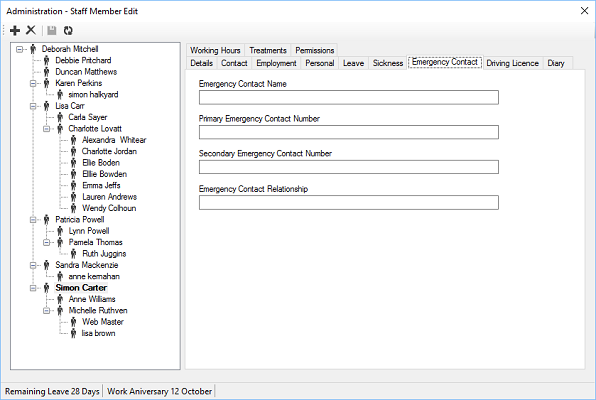 Administration - Staff Member Edit
Deborah Mitchell
Debbie Pritchard
Duncan Matthews
Karen Perkins
simon halkyard
Lisa Carr
Carla Sayer
Charlotte Lovatt
Alexandra Whitear
Charlotte Jordan
Ellie Boden
Elllie Bowden
Emma Jeffs
Lauren Andrews
Wendy Colhoun
Patricia Powell
Lynn Powell
Pamela Thomas
Ruth Juggins
Sandra Mackenzie
anne kernahan
Simon Carter
Anne Williams
Michelle Ruthven
Web Master
lisa brown
Working Hours Treatments Permissions
Details Contact Employment Personal Leave Sickness Emergency Contact Driving Licence Diary
Emergency Contact Name
Primary Emergency Contact Number
Secondary Emergency Contact Number
Emergency Contact Relationship
Remaining Leave 28 Days Work Aniversary 12 October